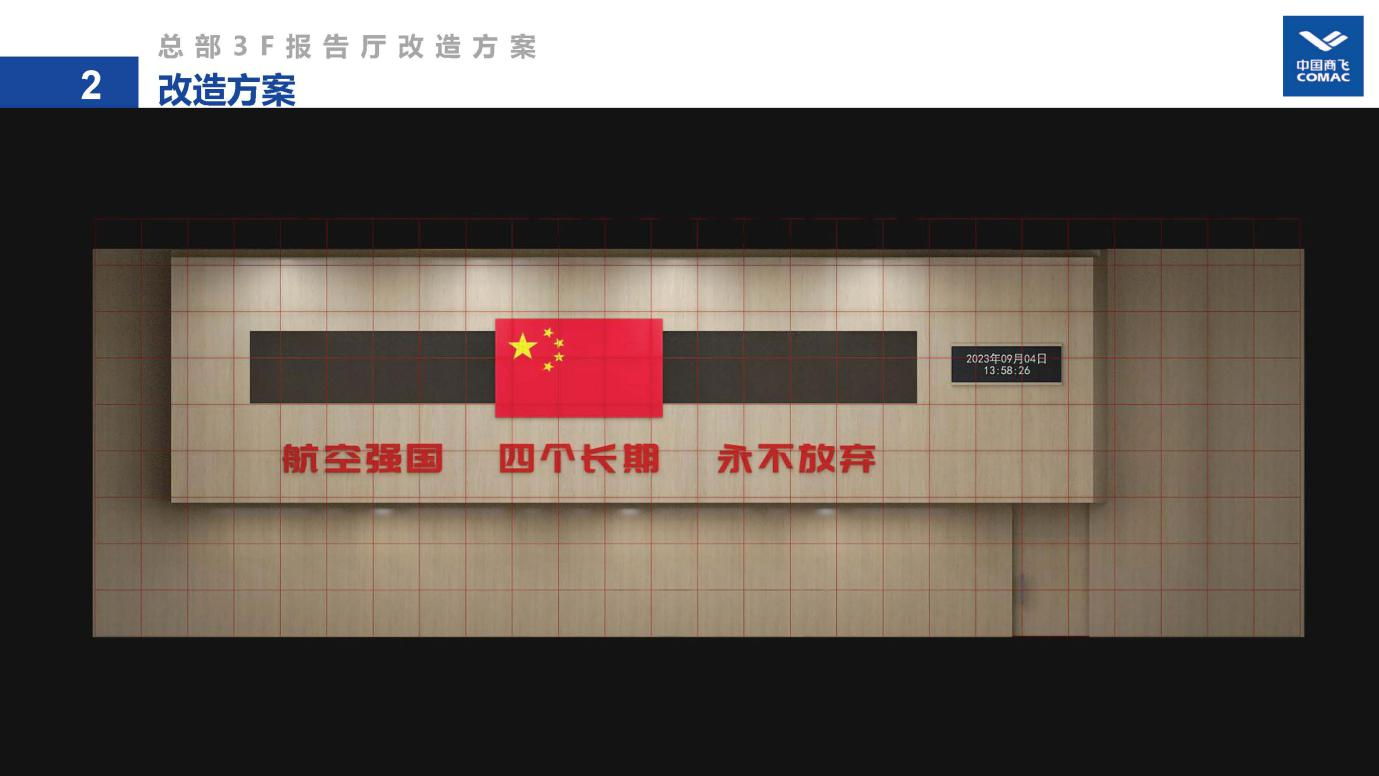 总部3F报告厅改造方案
2
改造方案
中国商飞
COMAC
2023年09月04日
13:58:26
航空强国 四个长期 永不放弃